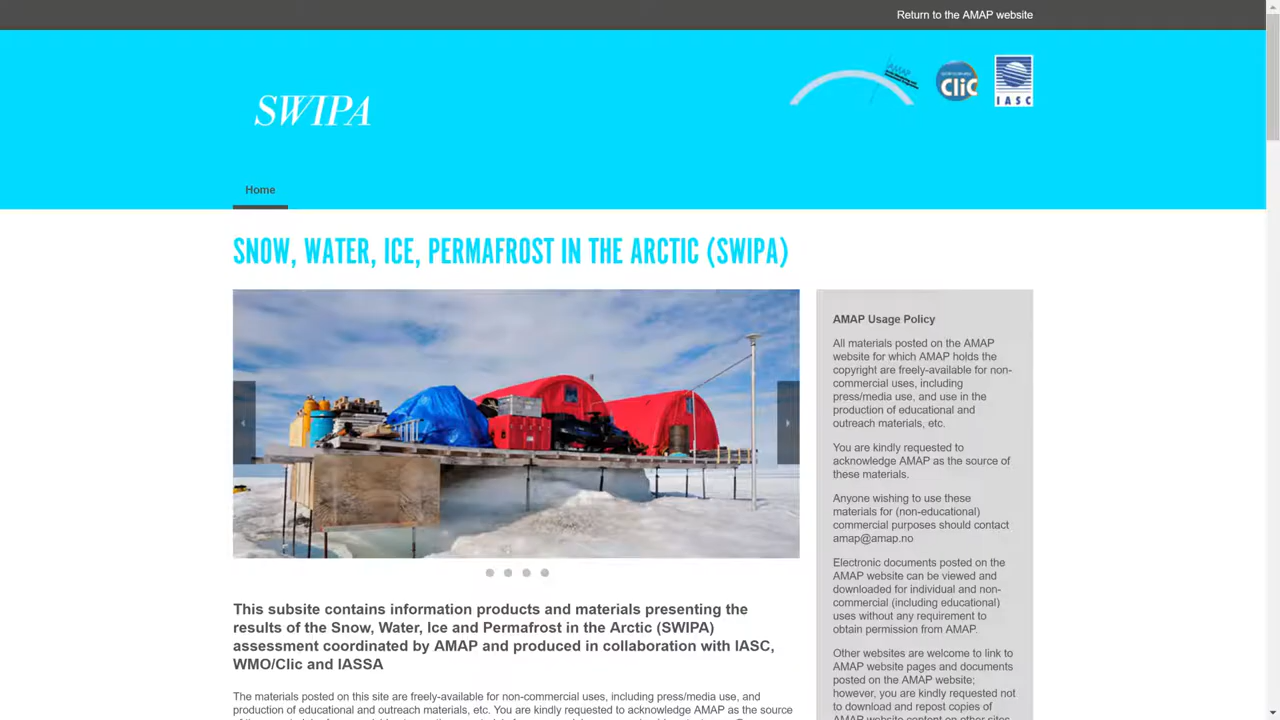 Return to the AMAP website
SWIPA
AMAP
CliC
IASC
Home
SNOW, WATER, ICE, PERMAFROST IN THE ARCTIC (SWIPA)
This subsite contains information products and materials presenting the
results of the Snow, Water, Ice and Permafrost in the Arctic (SWIPA)
assessment coordinated by AMAP and produced in collaboration with IASC,
WMO/Clic and IASSA
The materials posted on this site are freely-available for non-commercial uses, including press/media use, and
production of educational and outreach materials, etc. You are kindly requested to acknowledge AMAP as the source
AMAP Usage Policy
All materials posted on the AMAP
website for which AMAP holds the
copyright are freely-available for non-
commercial uses, including
press/media use, and use in the
production of educational and
outreach materials, etc.
You are kindly requested to
acknowledge AMAP as the source of
these materials.
Anyone wishing to use these
materials for (non-educational)
commercial purposes should contact
amap@amap.no
Electronic documents posted on the
AMAP website can be viewed and
downloaded for individual and non-
commercial (including educational)
uses without any requirement to
obtain permission from AMAP.
Other websites are welcome to link to
AMAP website pages and documents
posted on the AMAP website;
however, you are kindly requested not
to download and repost copies of
AMAP website content on other sites